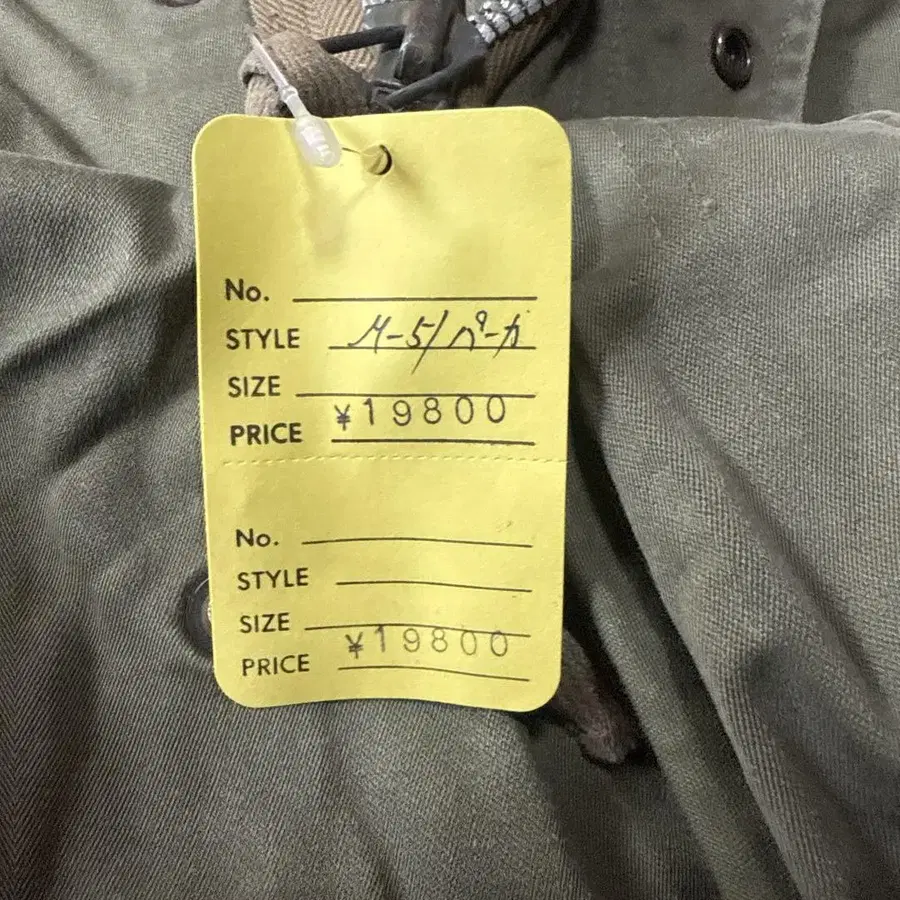 No.
STYLE M-51パーカ
SIZE
PRICE ¥19800
No.
STYLE
SIZE
PRICE ¥19800